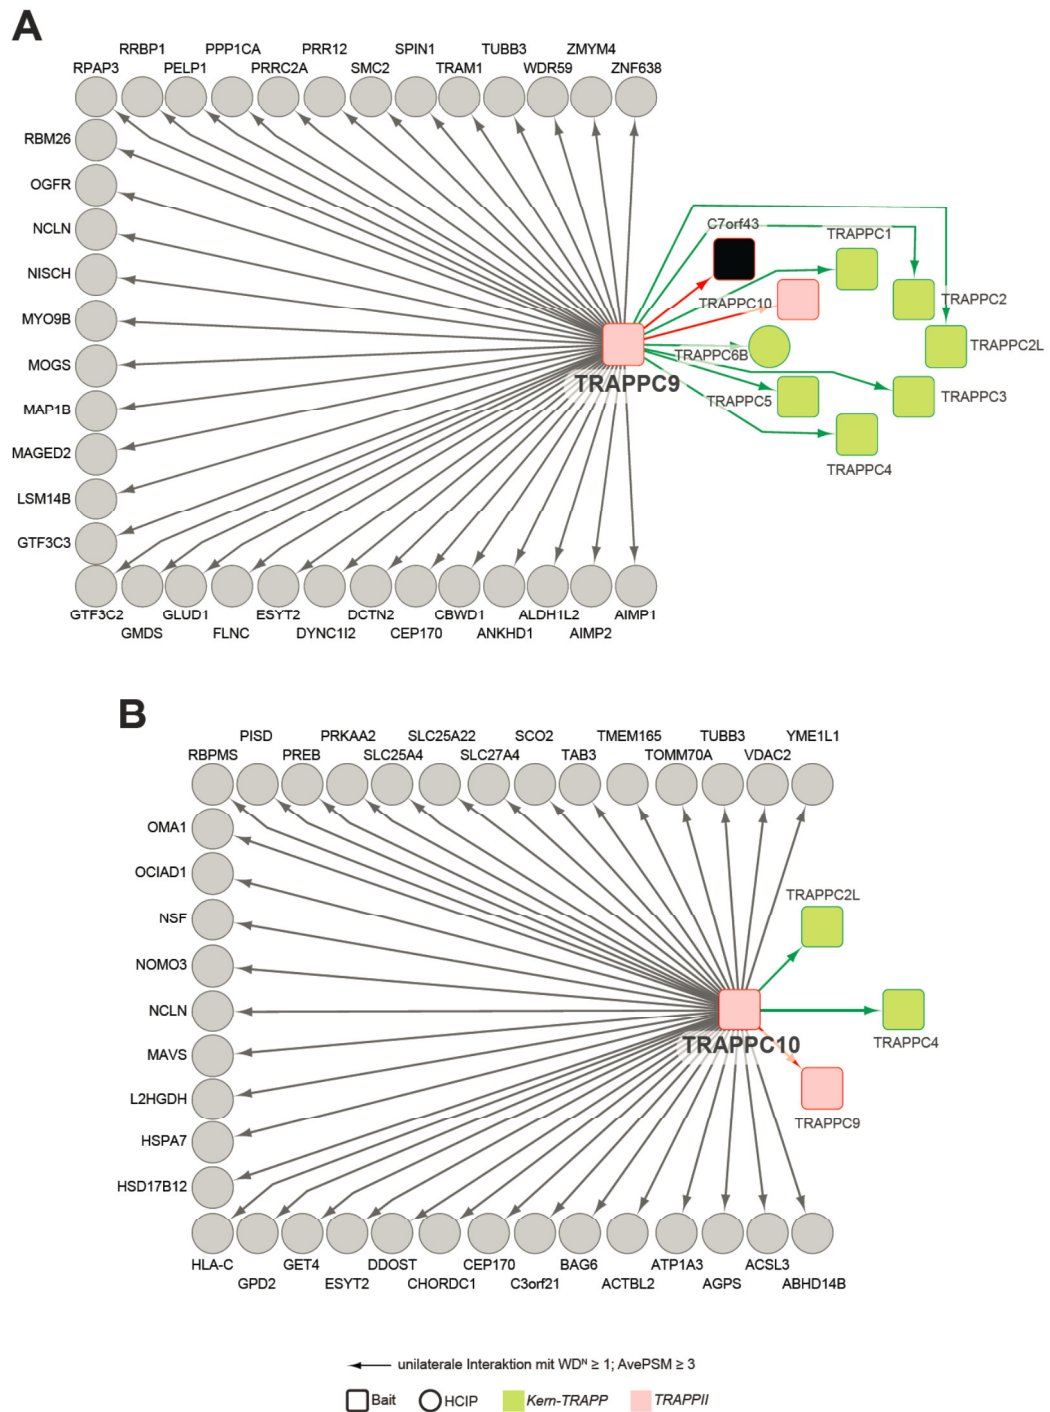 A
RRBP1 PPP1CA PRR12 SPIN1 TUBB3 ZMYM4
RPAP3 PELP1 PRRC2A SMC2 TRAM1 WDR59 ZNF638
RBM26
OGFR
NCLN
C7orf43
TRAPPC1
NISCH
TRAPPC10
TRAPPC2
MYO9B
TRAPPC2L
TRAPPC6B
MOGS
TRAPPC9
TRAPPC3
TRAPPC5
MAP1B
MAGED2
TRAPPC4
LSM14B
GTF3C3
GTF3C2 GLUD1 ESYT2 DCTN2 CBWD1 ALDH1L2 AIMP1
GMDS FLNC DYNC1I2 CEP170 ANKHD1 AIMP2
B
PISD PRKAA2 SLC25A22 SCO2 TMEM165 TUBB3 YME1L1
RBPMS PREB SLC25A4 SLC27A4 TAB3 TOMM70A VDAC2
OMA1
OCIAD1
TRAPPC2L
NSF
NOMO3
NCLN
TRAPPC10
TRAPPC4
MAVS
L2HGDH
TRAPPC9
HSPA7
HSD17B12
HLA-C GET4 DDOST CEP170 BAG6 ATP1A3 ACSL3
GPD2 ESYT2 CHORDC1 C3orf21 ACTBL2 AGPS ABHD14B
unilaterale Interaktion mit WDᴺ ≥ 1; AvePSM ≥ 3
Bait HCIP Kern-TRAPP TRAPPII